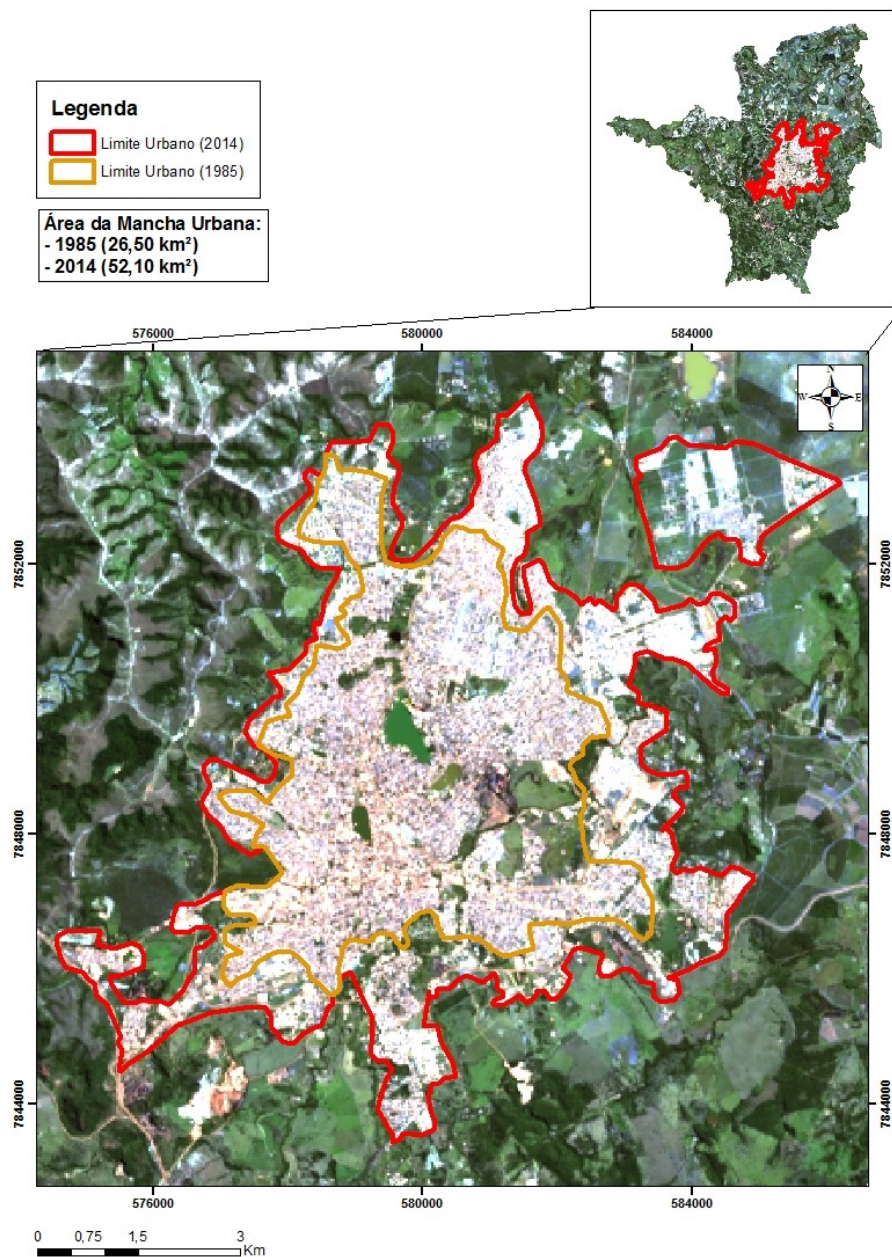 Legenda
Limite Urbano (2014)
Limite Urbano (1985)
Área da Mancha Urbana:
- 1985 (26,50 km²)
- 2014 (52,10 km²)
576000 580000 584000
N
W E
S
7852000 7852000
7848000 7848000
7844000 7844000
576000 580000 584000
0 0,75 1,5 3
Km